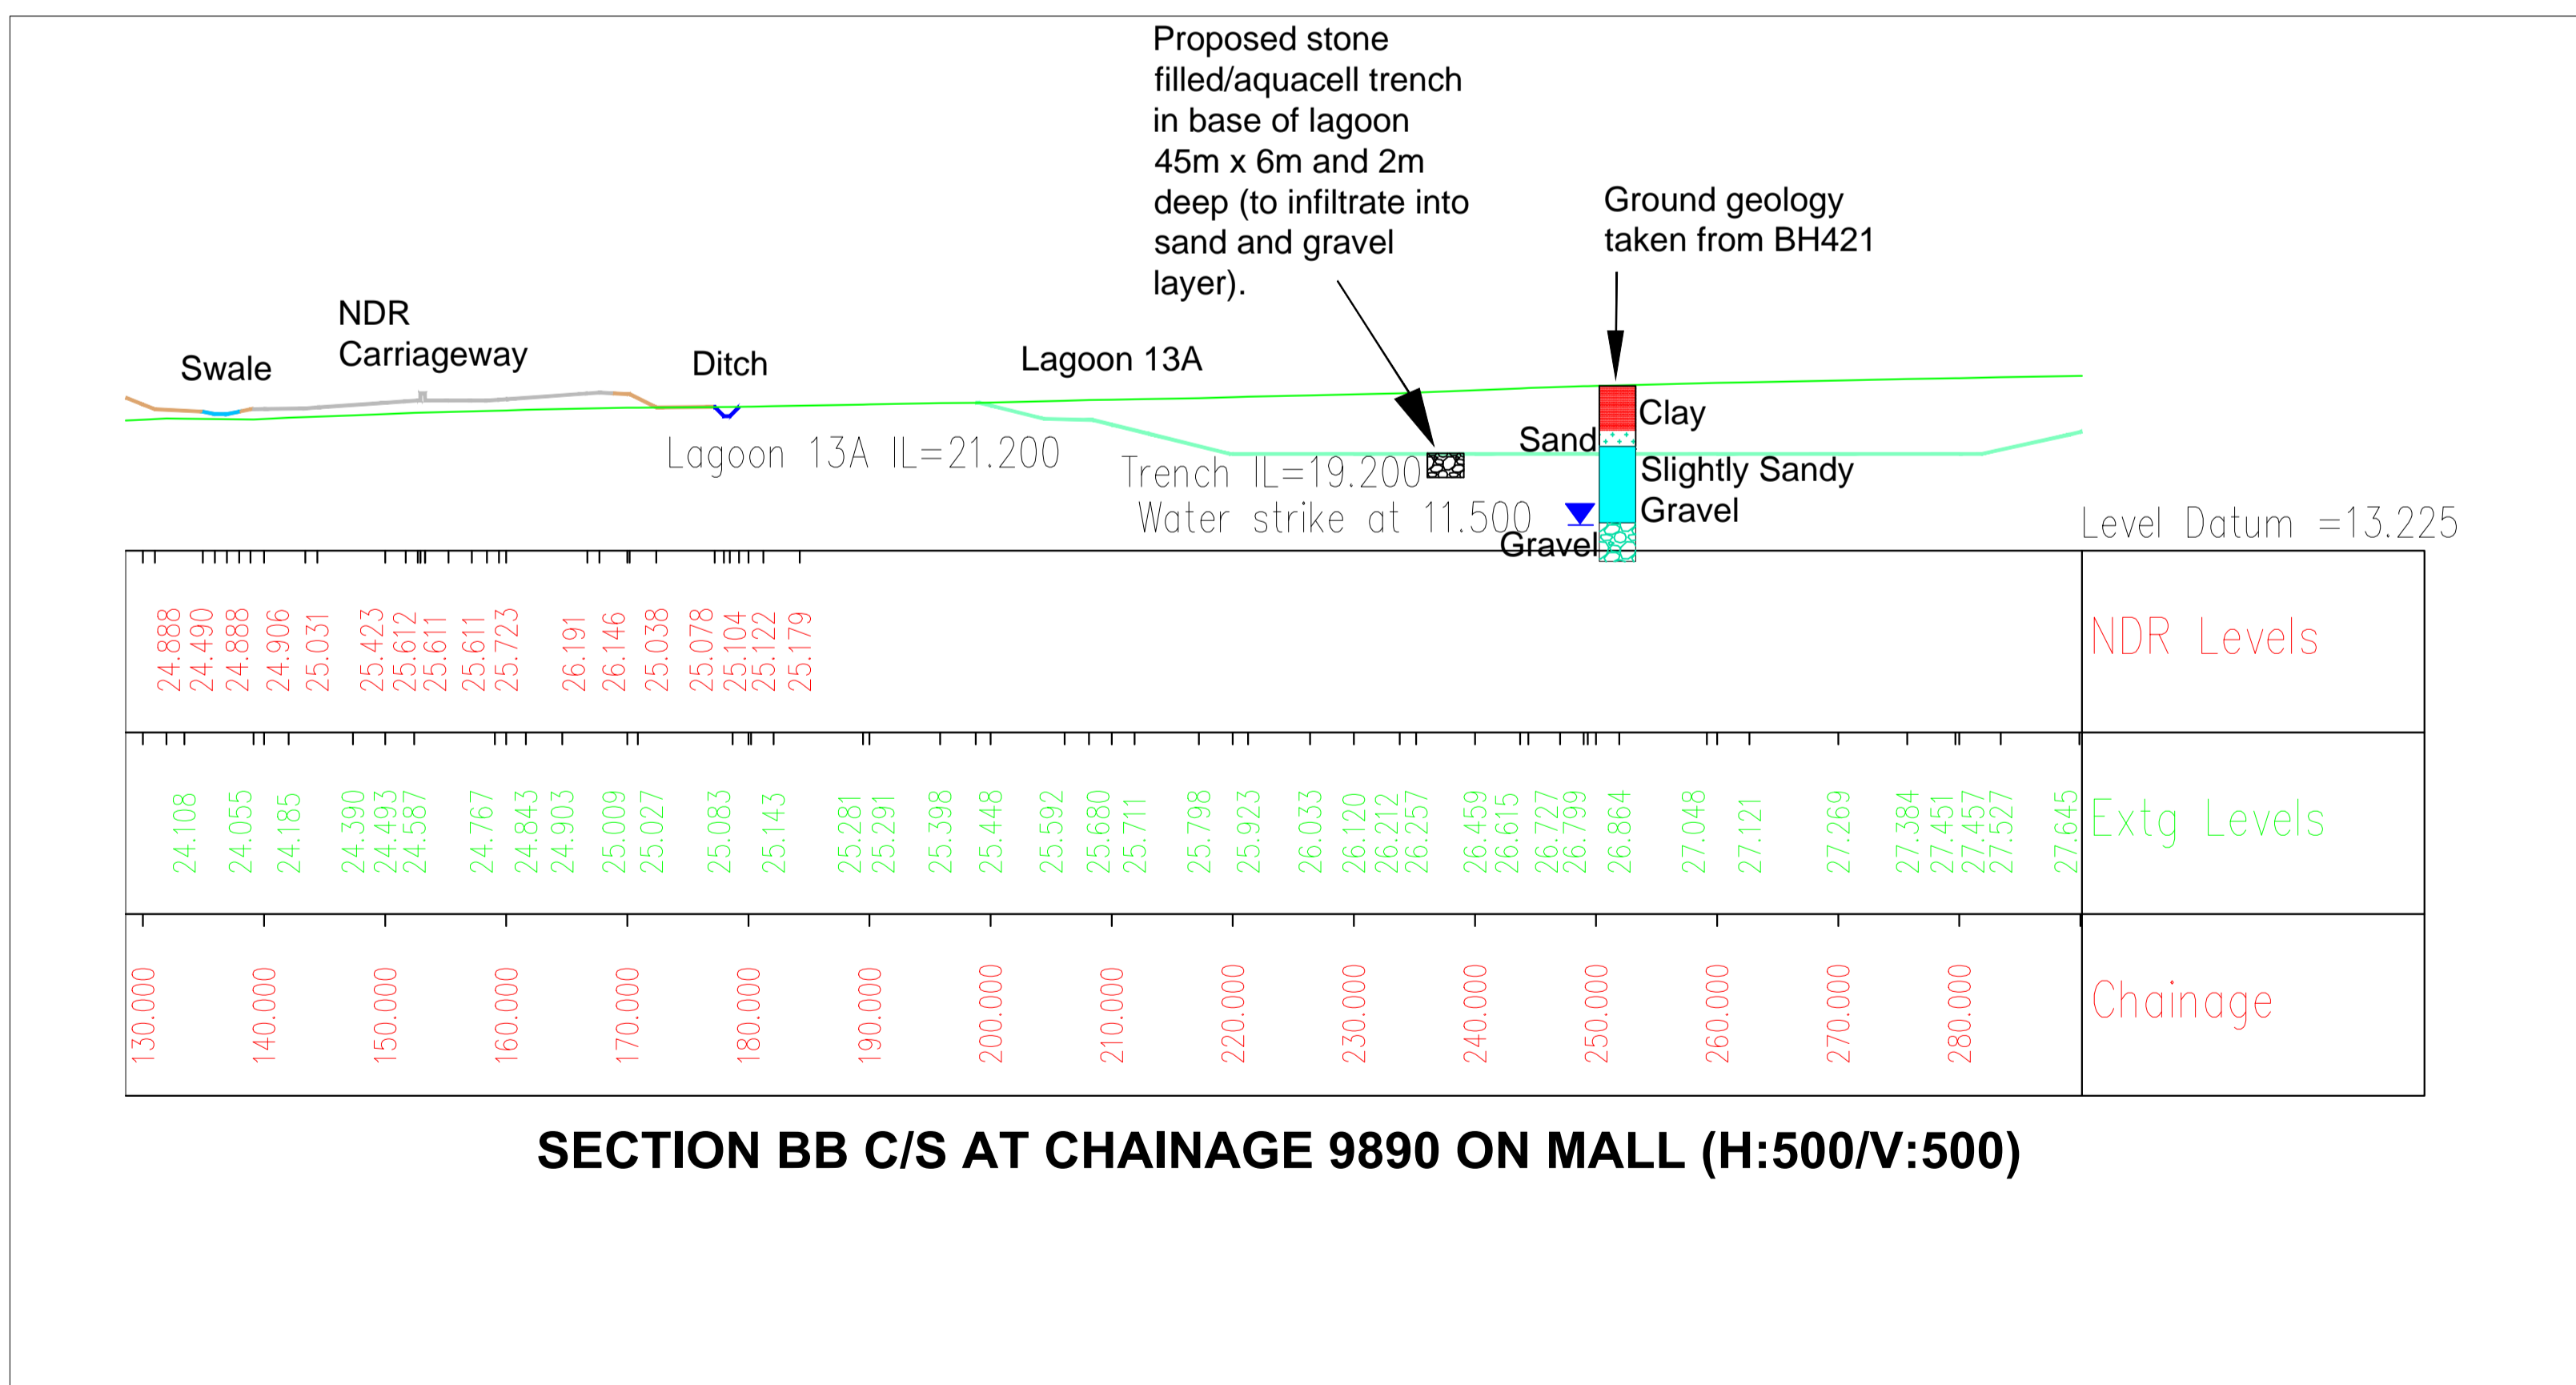 Proposed stone
filled/aquacell trench
in base of lagoon
45m x 6m and 2m
deep (to infiltrate into
sand and gravel
layer).
Ground geology
taken from BH421
NDR
Carriageway
Swale
Ditch
Lagoon 13A
Clay
Sand
Lagoon 13A IL=21.200
Trench IL=19.200
Slightly Sandy
Gravel
Water strike at 11.500
Gravel
Level Datum =13.225
24.888 24.490 24.888 24.906 25.031 25.423 25.612 25.611 25.611 25.723 26.191 26.146 25.038 25.078 25.104 25.122 25.179
NDR Levels
24.108 24.055 24.185 24.390 24.493 24.587 24.767 24.843 24.903 25.009 25.027 25.083 25.143 25.281 25.291 25.398 25.448 25.592 25.680 25.711 25.798 25.923 26.033 26.120 26.212 26.257 26.459 26.615 26.727 26.799 26.864 27.048 27.121 27.269 27.384 27.451 27.457 27.527 27.645
Extg Levels
130.000 140.000 150.000 160.000 170.000 180.000 190.000 200.000 210.000 220.000 230.000 240.000 250.000 260.000 270.000 280.000
Chainage
SECTION BB C/S AT CHAINAGE 9890 ON MALL (H:500/V:500)